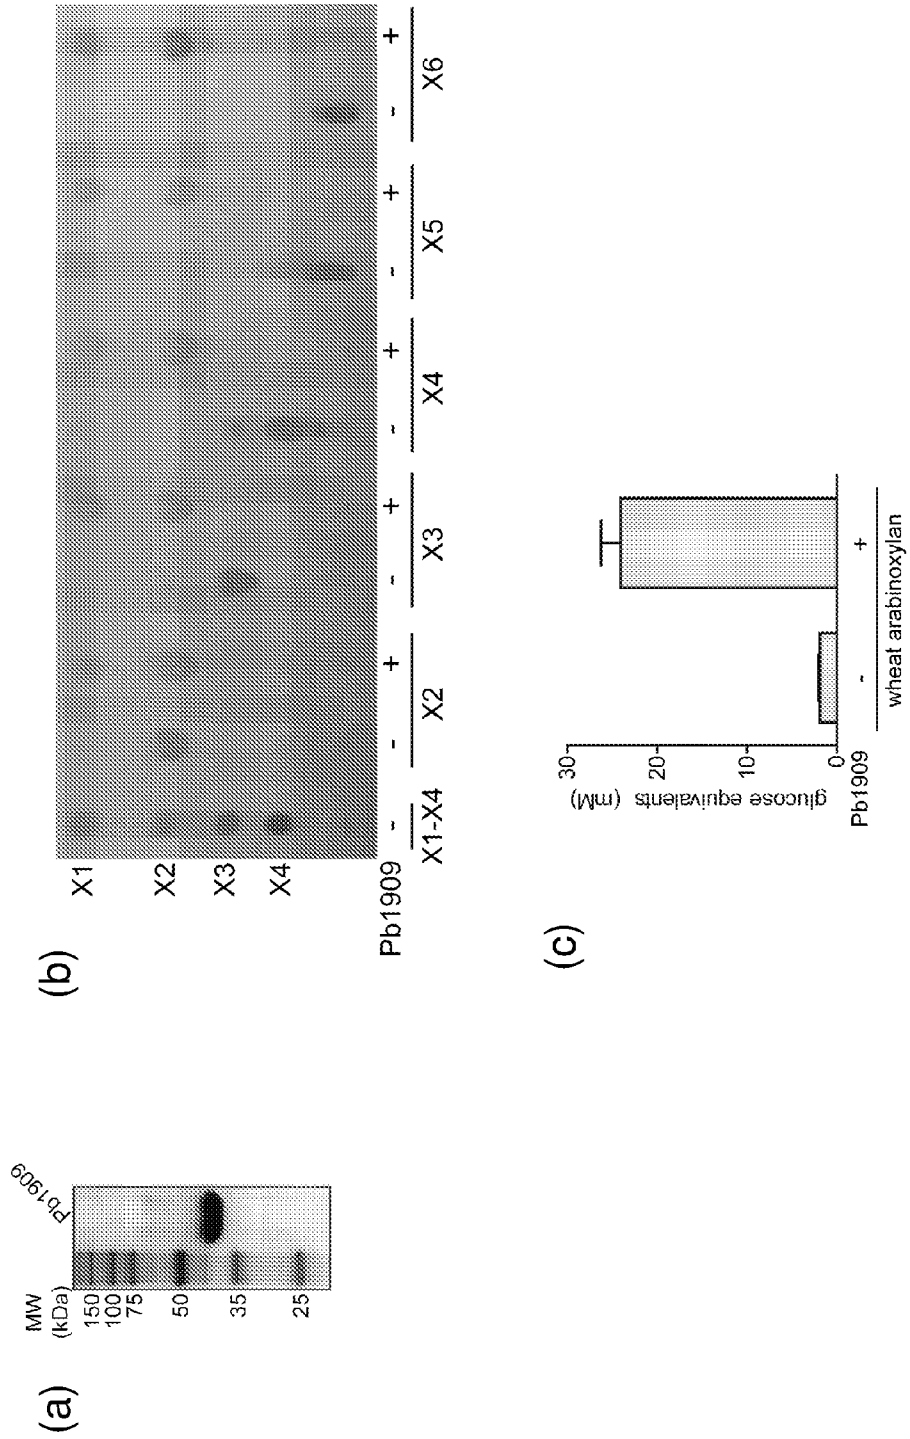 (a)
MW
(kDa)
Pb1909
150
100
75
50
35
25
(b)
X1
X2
X3
X4
Pb1909 - - + - + - + - + - +
X1-X4 X2 X3 X4 X5 X6
(c)
glucose equivalents (mM)
30
20
10
0
Pb1909 - +
wheat arabinoxylan